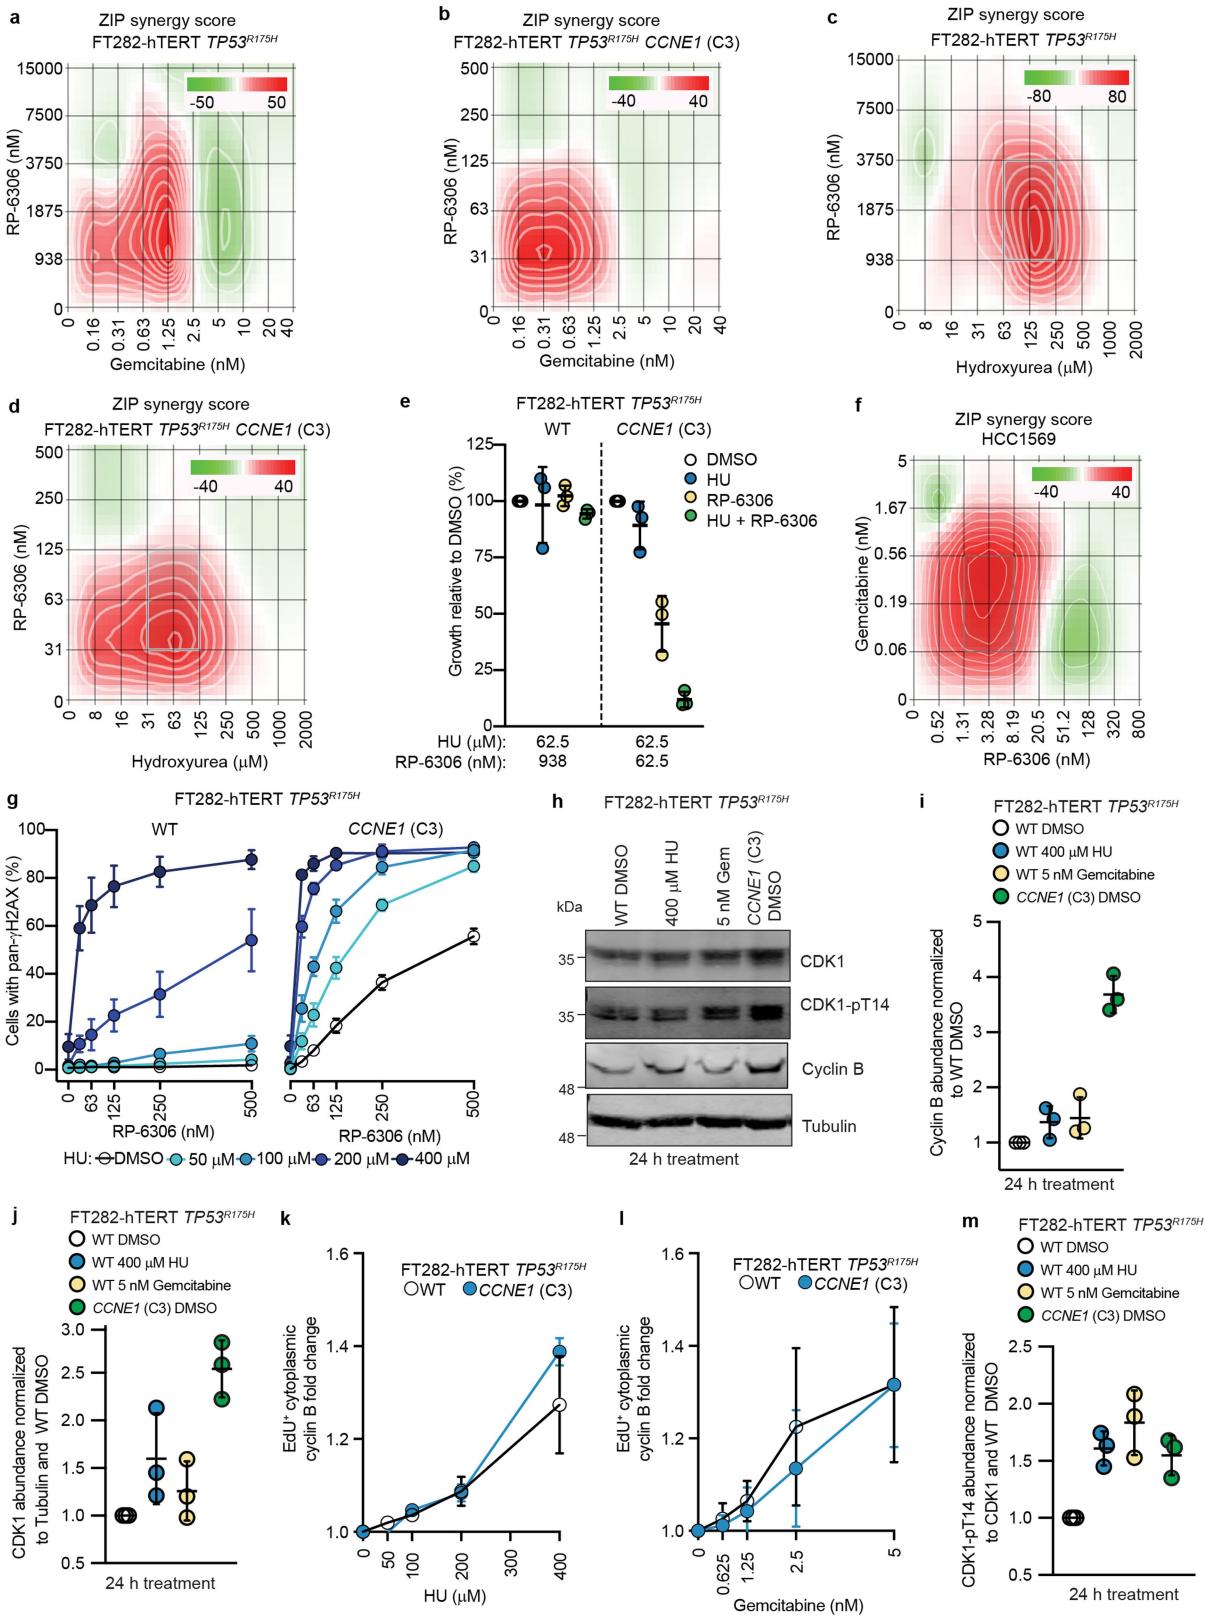 a
ZIP synergy score
FT282-hTERT TP53R175H
15000
7500
3750
1875
938
0
RP-6306 (nM)
-50 50
0 0.16 0.31 0.63 1.25 2.5 5 10 20 40
Gemcitabine (nM)
b
ZIP synergy score
FT282-hTERT TP53R175H CCNE1 (C3)
500
250
125
63
31
0
RP-6306 (nM)
-40 40
0 0.16 0.31 0.63 1.25 2.5 5 10 20 40
Gemcitabine (nM)
c
ZIP synergy score
FT282-hTERT TP53R175H
15000
7500
3750
1875
938
0
RP-6306 (nM)
-80 80
0 8 16 31 63 125 250 500 1000 2000
Hydroxyurea (μM)
d
ZIP synergy score
FT282-hTERT TP53R175H CCNE1 (C3)
500
250
125
63
31
0
RP-6306 (nM)
-40 40
0 8 16 31 63 125 250 500 1000 2000
Hydroxyurea (μM)
e
FT282-hTERT TP53R175H
WT CCNE1 (C3)
125
100
75
50
25
0
Growth relative to DMSO (%)
DMSO
HU
RP-6306
HU + RP-6306
HU (μM): 62.5 62.5
RP-6306 (nM): 938 62.5
f
ZIP synergy score
HCC1569
5
1.67
0.56
0.19
0.06
0
Gemcitabine (nM)
-40 40
0 0.52 1.31 3.28 8.19 20.5 51.2 128 320 800
RP-6306 (nM)
g
FT282-hTERT TP53R175H
WT CCNE1 (C3)
100
80
60
40
20
0
Cells with pan-γH2AX (%)
0 63 125 250 500
RP-6306 (nM)
0 63 125 250 500
RP-6306 (nM)
HU: DMSO 50 μM 100 μM 200 μM 400 μM
h
FT282-hTERT TP53R175H
WT DMSO
400 μM HU
5 nM Gem
CCNE1 (C3)
DMSO
kDa
35
CDK1
35
CDK1-pT14
48
Cyclin B
48
Tubulin
24 h treatment
i
FT282-hTERT TP53R175H
WT DMSO
WT 400 μM HU
WT 5 nM Gemcitabine
CCNE1 (C3) DMSO
5
4
3
2
1
Cyclin B abundance normalized
to WT DMSO
24 h treatment
j
FT282-hTERT TP53R175H
WT DMSO
WT 400 μM HU
WT 5 nM Gemcitabine
CCNE1 (C3) DMSO
3.0
2.5
2.0
1.5
1.0
0.5
CDK1 abundance normalized
to Tubulin and WT DMSO
24 h treatment
k
FT282-hTERT TP53R175H
WT CCNE1 (C3)
1.6
1.4
1.2
1.0
EdU+ cytoplasmic
cyclin B fold change
0 50 100 200 400
HU (μM)
l
FT282-hTERT TP53R175H
WT CCNE1 (C3)
1.6
1.4
1.2
1.0
EdU+ cytoplasmic
cyclin B fold change
0 0.625 1.25 2.5 5
Gemcitabine (nM)
m
FT282-hTERT TP53R175H
WT DMSO
WT 400 μM HU
WT 5 nM Gemcitabine
CCNE1 (C3) DMSO
2.5
2.0
1.5
1.0
0.5
CDK1-pT14 abundance normalized
to CDK1 and WT DMSO
24 h treatment